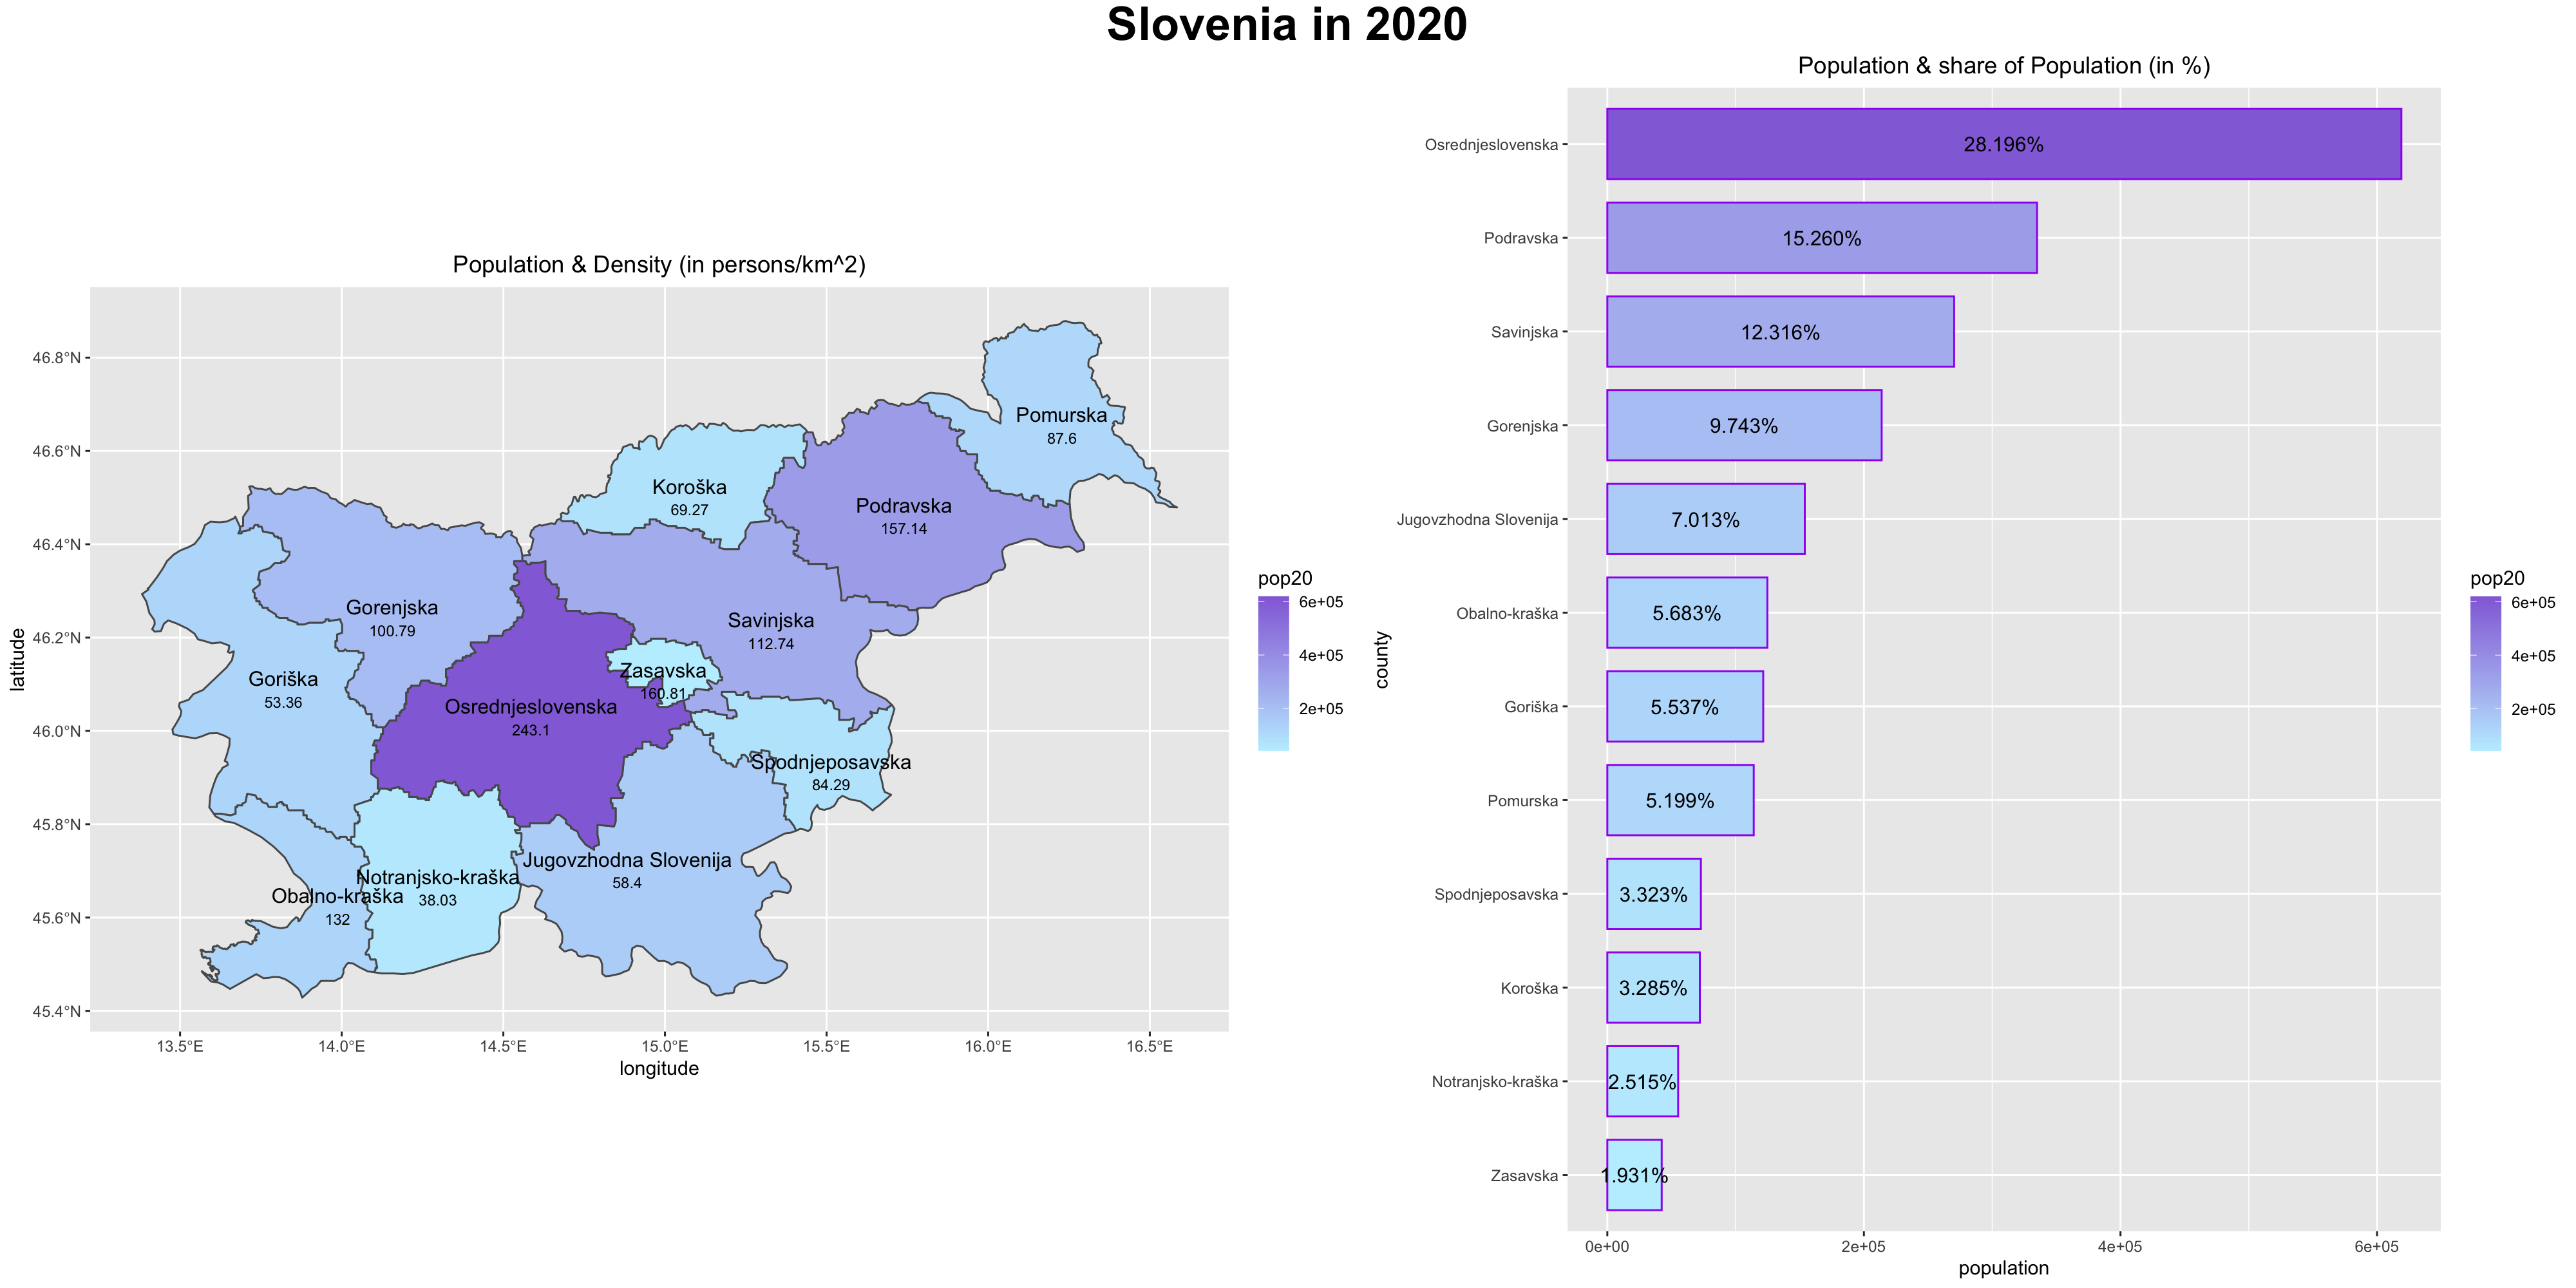 Slovenia in 2020
Population & Density (in persons/km^2)
latitude
46.8°N
46.6°N
46.4°N
46.2°N
46.0°N
45.8°N
45.6°N
45.4°N
Pomurska
87.6
Koroška
69.27
Podravska
157.14
Gorenjska
100.79
Savinjska
112.74
Zasavska
160.81
Goriška
53.36
Osrednjeslovenska
243.1
Spodnjeposavska
84.29
Jugovzhodna Slovenija
58.4
Notranjsko-kraška
38.03
Obalno-kraška
132
13.5°E 14.0°E 14.5°E 15.0°E 15.5°E 16.0°E 16.5°E
longitude
pop20
6e+05
4e+05
2e+05
Population & share of Population (in %)
county
Osrednjeslovenska 28.196%
Podravska 15.260%
Savinjska 12.316%
Gorenjska 9.743%
Jugovzhodna Slovenija 7.013%
Obalno-kraška 5.683%
Goriška 5.537%
Pomurska 5.199%
Spodnjeposavska 3.323%
Koroška 3.285%
Notranjsko-kraška 2.515%
Zasavska 1.931%
0e+00 2e+05 4e+05 6e+05
population
pop20
6e+05
4e+05
2e+05